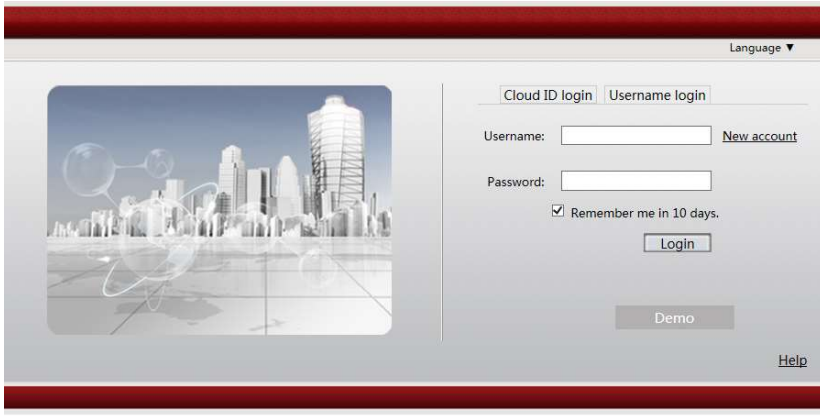 Language ▼
Cloud ID login Username login
Username: New account
Password:
Remember me in 10 days.
Login
Demo
Help